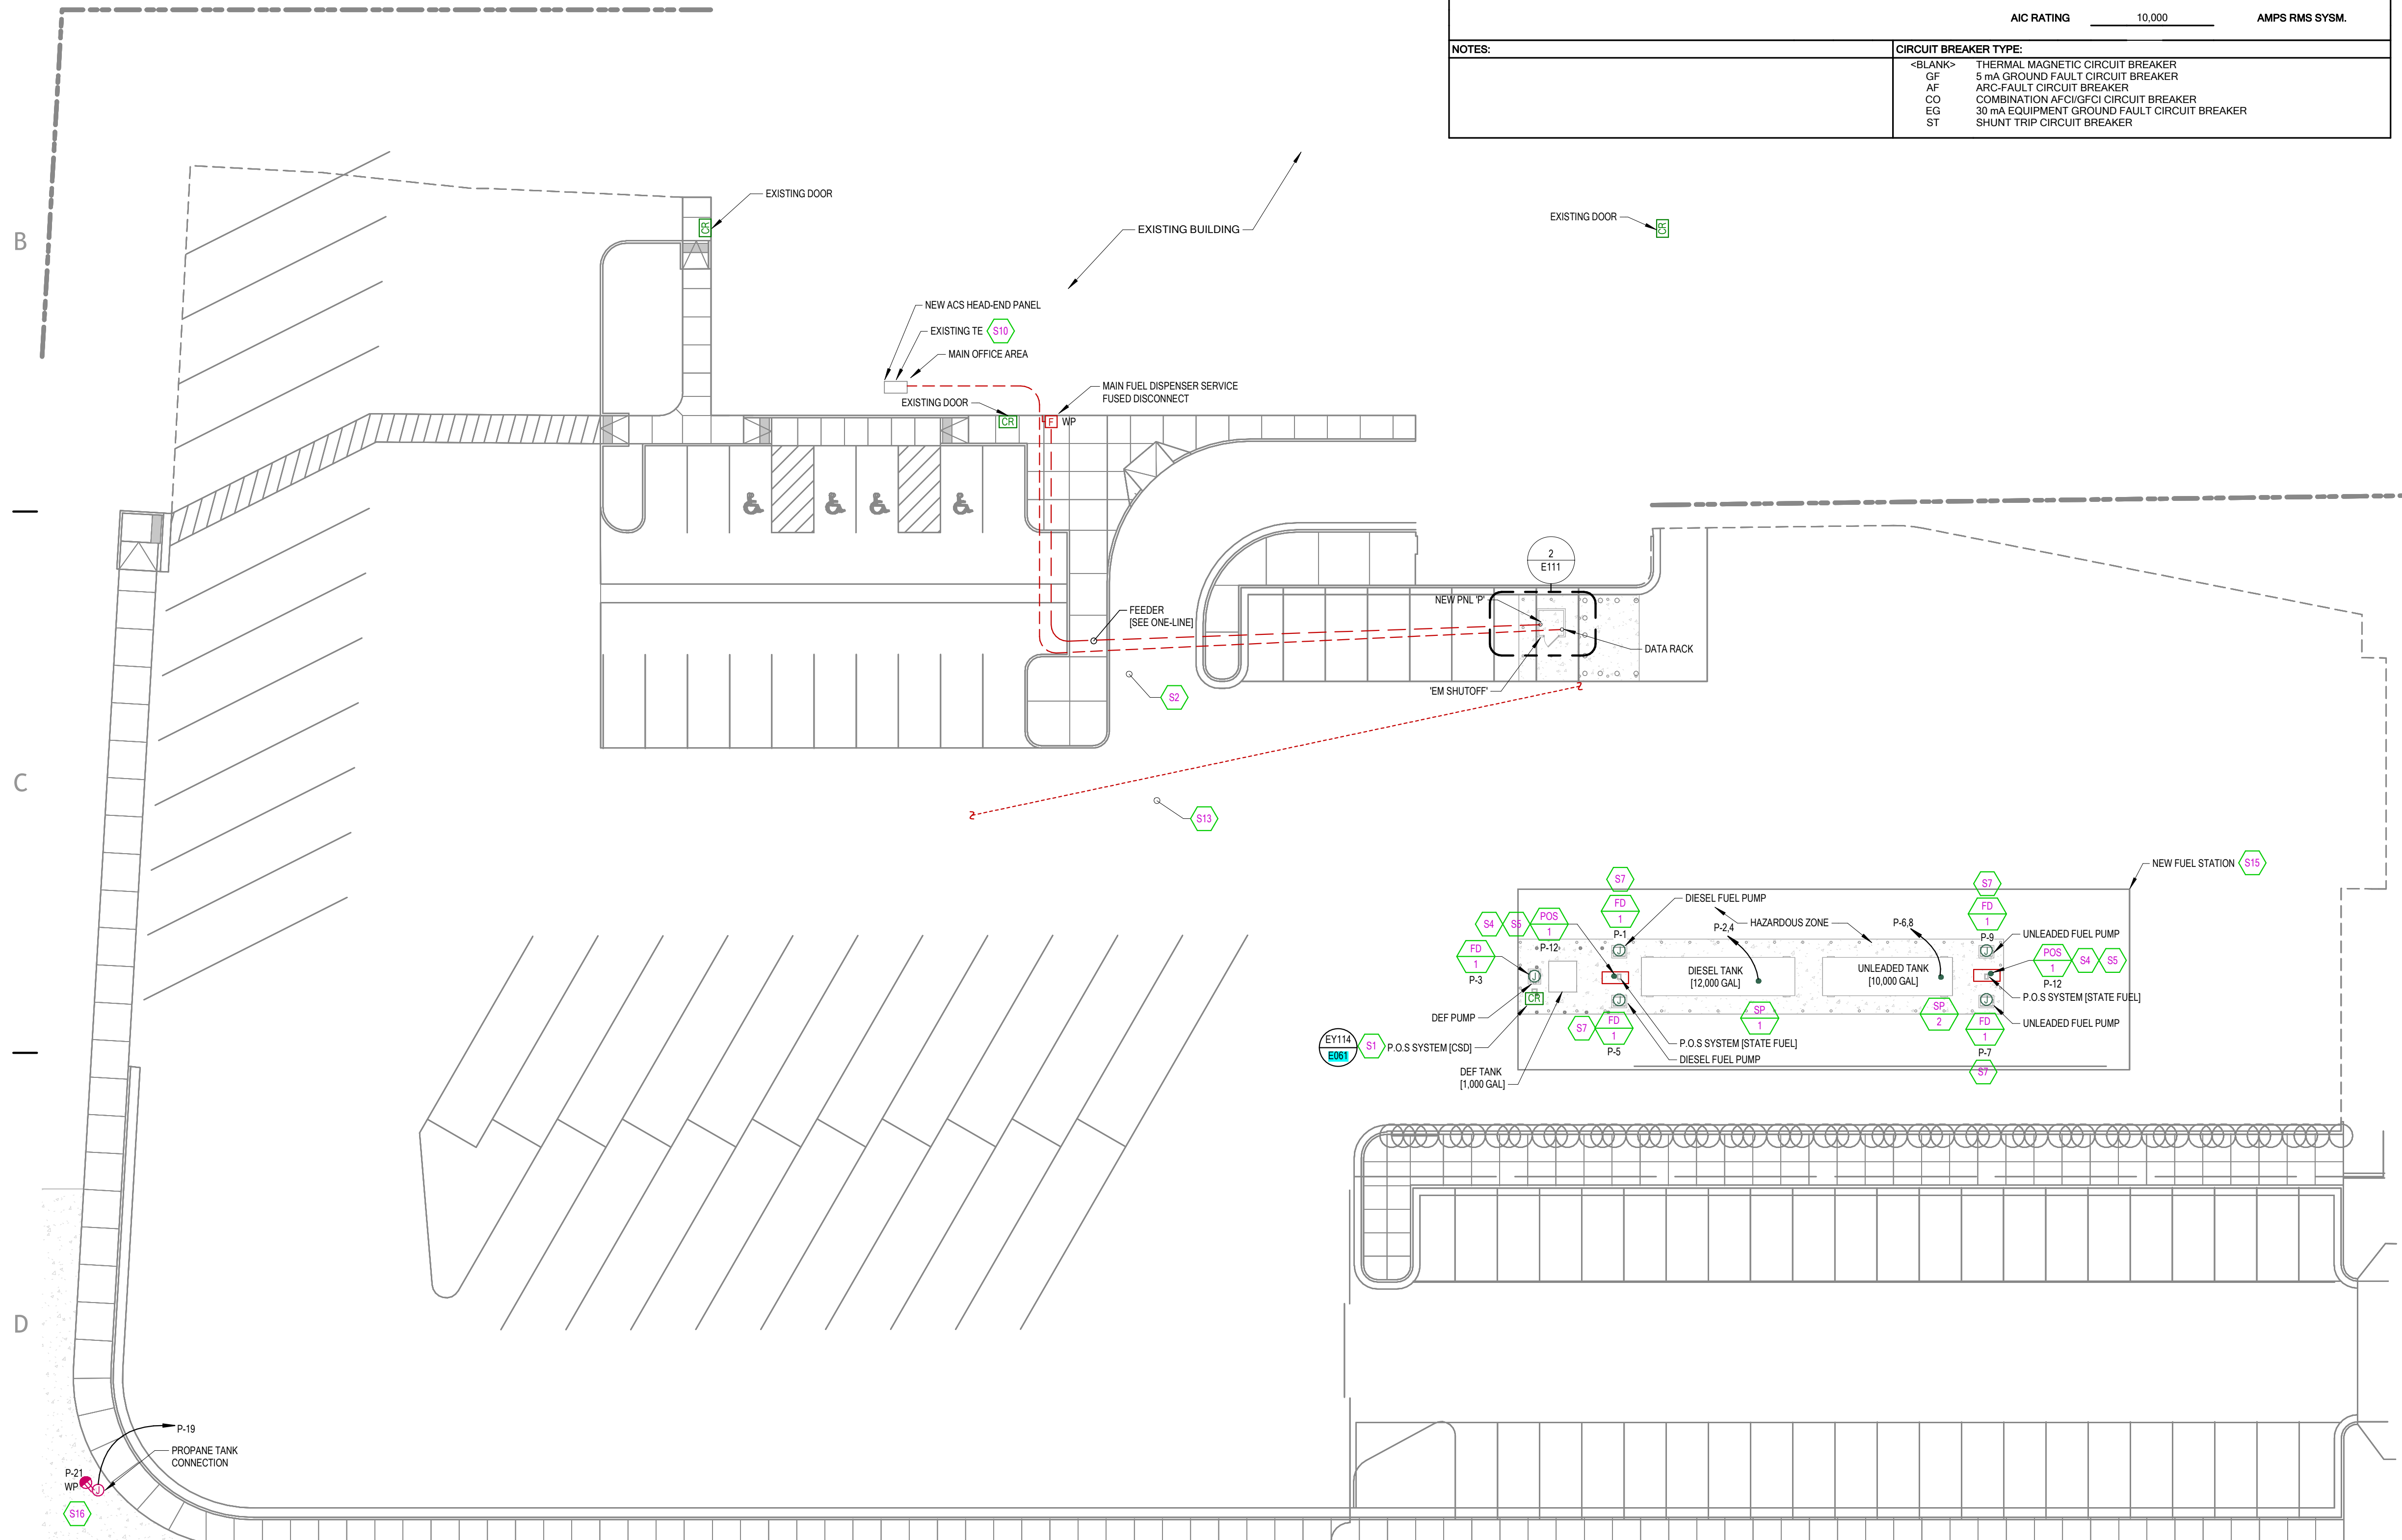 AIC RATING 10,000 AMPS RMS SYSM.
NOTES:
CIRCUIT BREAKER TYPE:
<BLANK> THERMAL MAGNETIC CIRCUIT BREAKER
GF 5 mA GROUND FAULT CIRCUIT BREAKER
AF ARC-FAULT CIRCUIT BREAKER
CO COMBINATION AFCI/GFCI CIRCUIT BREAKER
EG 30 mA EQUIPMENT GROUND FAULT CIRCUIT BREAKER
ST SHUNT TRIP CIRCUIT BREAKER
B
EXISTING DOOR
CR
EXISTING BUILDING
EXISTING DOOR
CR
NEW ACS HEAD-END PANEL
EXISTING TE
S10
MAIN OFFICE AREA
MAIN FUEL DISPENSER SERVICE
FUSED DISCONNECT
EXISTING DOOR
CR
F
WP
2
E111
NEW PNL 'P'
FEEDER
[SEE ONE-LINE]
DATA RACK
'EM SHUTOFF'
S2
C
S13
NEW FUEL STATION
S15
S7
FD
1
P-1
DIESEL FUEL PUMP
HAZARDOUS ZONE
P-2,4
P-6,8
S7
FD
1
P-9
UNLEADED FUEL PUMP
S4
S5
POS
1
P-12
FD
1
P-3
J
J
J
POS
1
S4
S5
P-12
DIESEL TANK
[12,000 GAL]
UNLEADED TANK
[10,000 GAL]
P.O.S SYSTEM [STATE FUEL]
CR
J
J
DEF PUMP
S7
FD
1
P-5
SP
1
SP
2
FD
1
P-7
S7
UNLEADED FUEL PUMP
EY114
E061
S1
P.O.S SYSTEM [CSD]
P.O.S SYSTEM [STATE FUEL]
DIESEL FUEL PUMP
DEF TANK
[1,000 GAL]
D
P-19
PROPANE TANK
CONNECTION
P-21
WP
J
S16